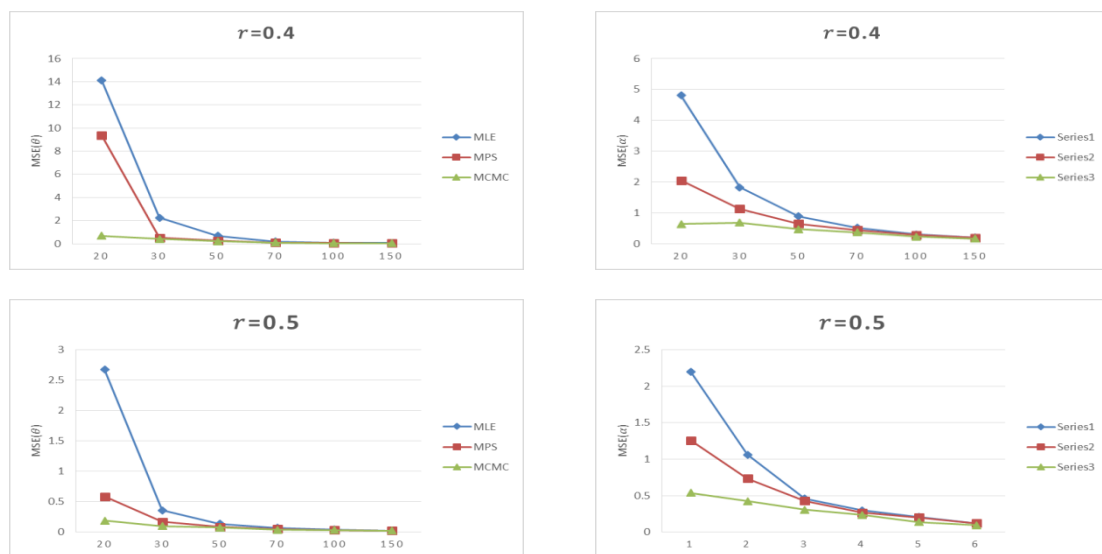 r=0.4
16
14
12
10
8
6
4
2
0
MSE(θ)
20 30 50 70 100 150
MLE
MPS
MCMC
r=0.4
6
5
4
3
2
1
0
MSE(α)
20 30 50 70 100 150
Series1
Series2
Series3
r=0.5
3
2.5
2
1.5
1
0.5
0
MSE(θ)
20 30 50 70 100 150
MLE
MPS
MCMC
r=0.5
2.5
2
1.5
1
0.5
0
MSE(α)
1 2 3 4 5 6
Series1
Series2
Series3